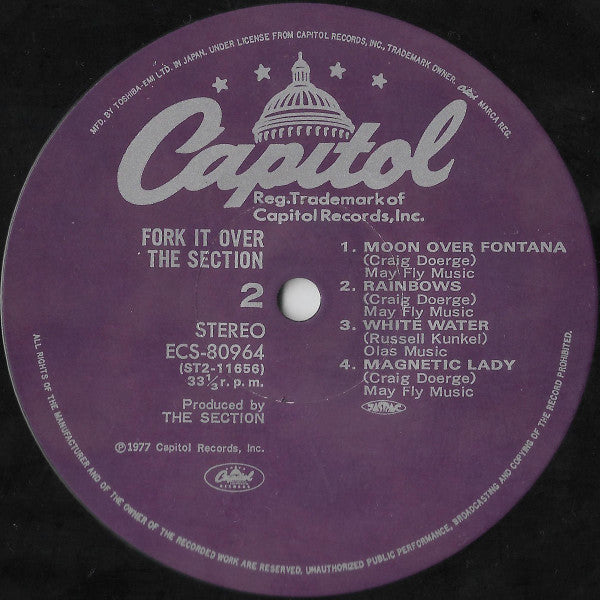 MFD. BY TOSHIBA-EMI LTD. IN JAPAN. UNDER LICENSE FROM CAPITOL RECORDS, INC., TRADEMARK OWNER. Capitol MARCA REG.
Capitol
Reg.Trademark of
Capitol Records,Inc.
FORK IT OVER
THE SECTION
2
STEREO
ECS-80964
(ST2-11656)
33⅓ r.p.m.
Produced by
THE SECTION
℗1977 Capitol Records, Inc.
1. MOON OVER FONTANA
(Craig Doerge)
May Fly Music
2. RAINBOWS
(Craig Doerge)
May Fly Music
3. WHITE WATER
(Russell Kunkel)
Olas Music
4. MAGNETIC LADY
(Craig Doerge)
May Fly Music
JASRAC
Capitol
RECORDS
ALL RIGHTS OF THE MANUFACTURER AND OF THE OWNER OF THE RECORDED WORK ARE RESERVED, UNAUTHORIZED PUBLIC PERFORMANCE, BROADCASTING AND COPYING OF THE RECORD PROHIBITED.